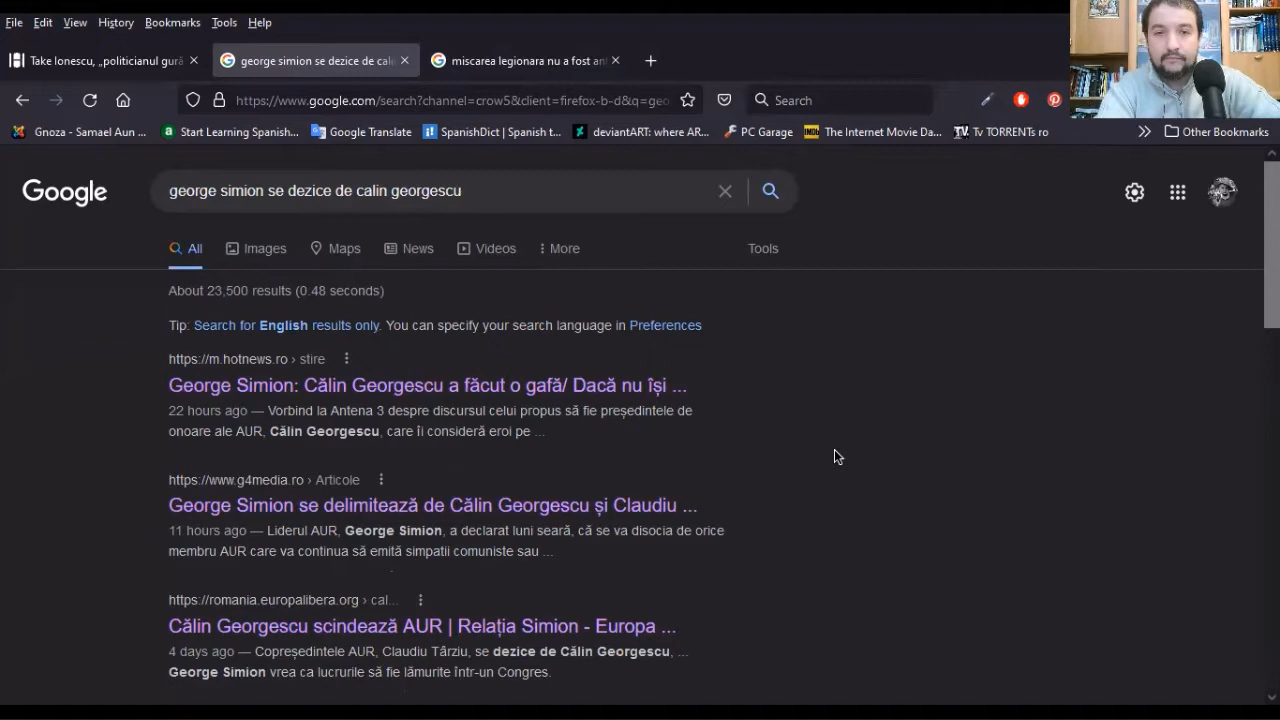 File Edit View History Bookmarks Tools Help
Take Ionescu, „politicianul gură
george simion se dezice de cali
miscarea legionara nu a fost an
https://www.google.com/search?channel=crow5&client=firefox-b-d&q=geo
Search
Gnoza - Samael Aun ... Start Learning Spanish... Google Translate SpanishDict | Spanish t... deviantART: where AR... PC Garage The Internet Movie Da... Tv TORRENTs ro Other Bookmarks
Google
george simion se dezice de calin georgescu
All Images Maps News Videos More Tools
About 23,500 results (0.48 seconds)
Tip: Search for English results only. You can specify your search language in Preferences
https://m.hotnews.ro › stire
George Simion: Călin Georgescu a făcut o gafă/ Dacă nu își ...
22 hours ago — Vorbind la Antena 3 despre discursul celui propus să fie președintele de
onoare ale AUR, Călin Georgescu, care îi consideră eroi pe ...
https://www.g4media.ro › Articole
George Simion se delimitează de Călin Georgescu și Claudiu ...
11 hours ago — Liderul AUR, George Simion, a declarat luni seară, că se va disocia de orice
membru AUR care va continua să emită simpatii comuniste sau ...
https://romania.europalibera.org › cal...
Călin Georgescu scindează AUR | Relația Simion - Europa ...
4 days ago — Copreședintele AUR, Claudiu Târziu, se dezice de Călin Georgescu, ...
George Simion vrea ca lucrurile să fie lămurite într-un Congres.